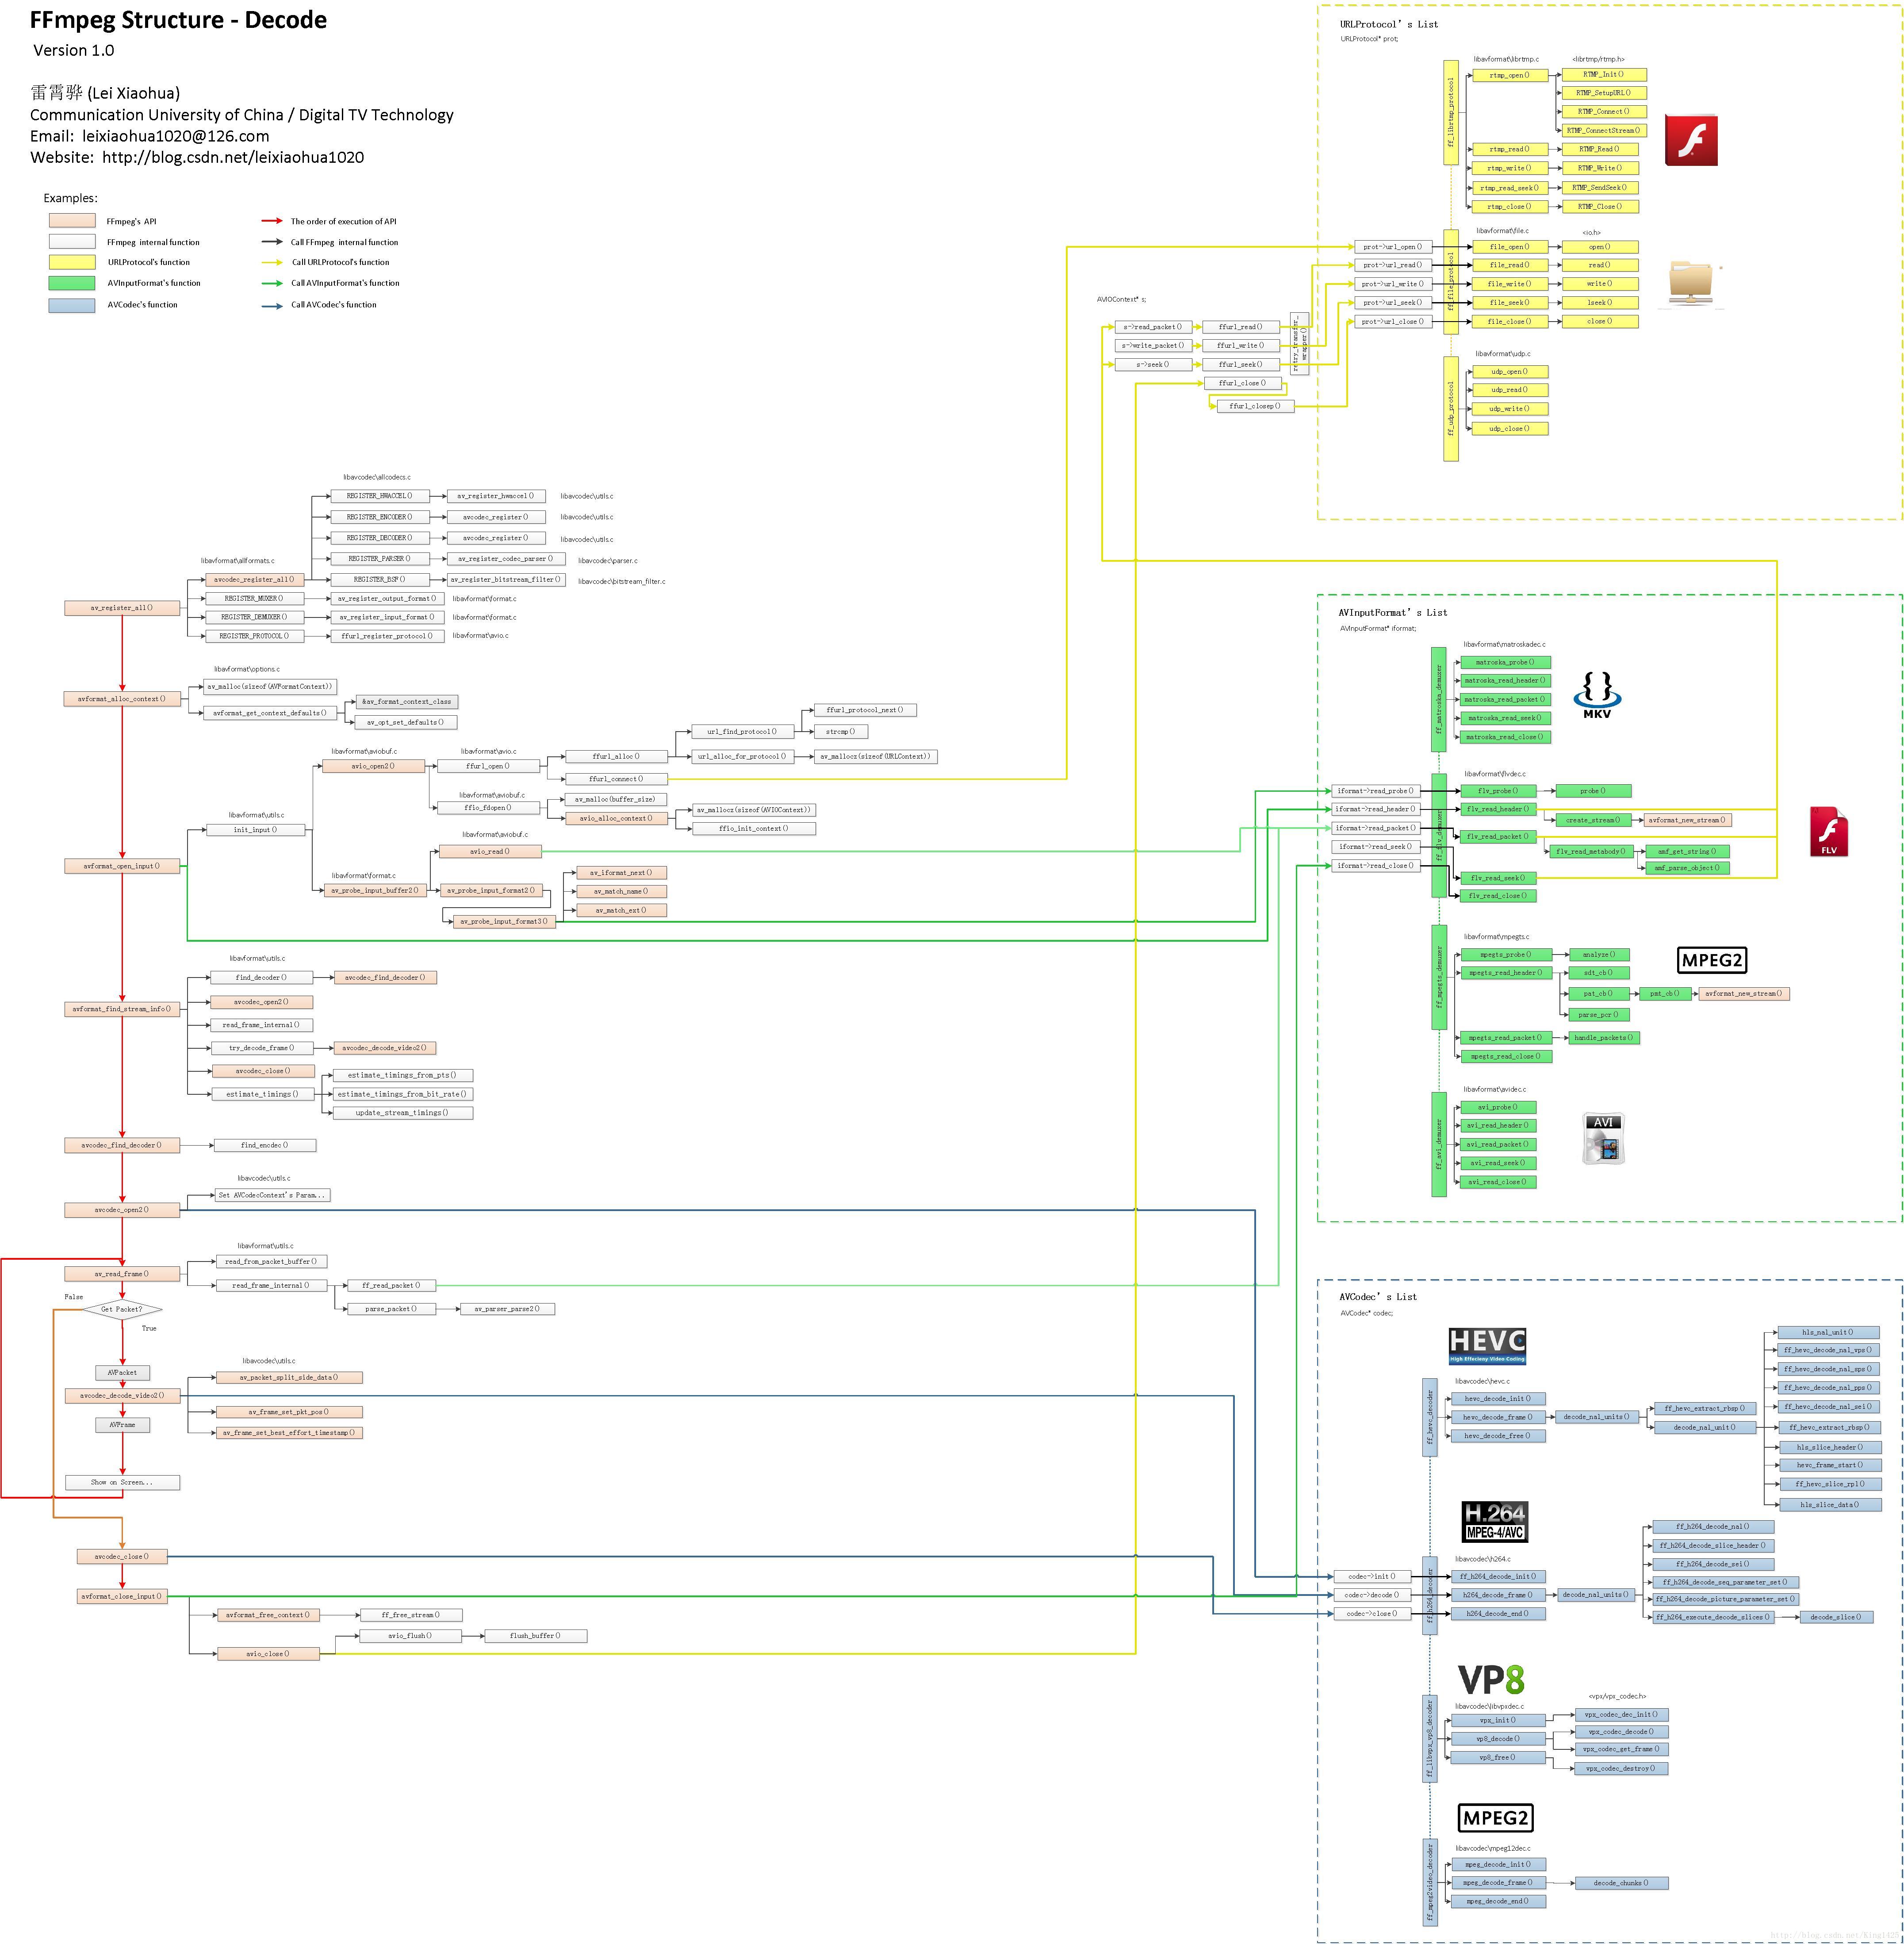 FFmpeg Structure - Decode
Version 1.0
雷霄骅 (Lei Xiaohua)
Communication University of China / Digital TV Technology
Email: leixiaohua1020@126.com
Website: http://blog.csdn.net/leixiaohua1020
Examples:
FFmpeg's API
The order of execution of API
FFmpeg internal function
Call FFmpeg internal function
URLProtocol's function
Call URLProtocol's function
AVInputFormat's function
Call AVInputFormat's function
AVCodec's function
Call AVCodec's function
libavcodec\allcodecs.c
REGISTER_HWACCEL()
av_register_hwaccel()
libavcodec\utils.c
REGISTER_ENCODER()
avcodec_register()
libavcodec\utils.c
REGISTER_DECODER()
avcodec_register()
libavcodec\utils.c
REGISTER_PARSER()
av_register_codec_parser()
libavcodec\parser.c
libavformat\allformats.c
avcodec_register_all()
REGISTER_BSF()
av_register_bitstream_filter()
libavcodec\bitstream_filter.c
av_register_all()
REGISTER_MUXER()
av_register_output_format()
libavformat\format.c
REGISTER_DEMUXER()
av_register_input_format()
libavformat\format.c
REGISTER_PROTOCOL()
ffurl_register_protocol()
libavformat\avio.c
libavformat\options.c
av_malloc(sizeof(AVFormatContext))
avformat_alloc_context()
avformat_get_context_defaults()
&av_format_context_class
av_opt_set_defaults()
ffurl_protocol_next()
url_find_protocol()
strcmp()
libavformat\aviobuf.c
libavformat\avio.c
ffurl_alloc()
url_alloc_for_protocol()
av_mallocz(sizeof(URLContext))
avio_open2()
ffurl_open()
ffurl_connect()
libavformat\aviobuf.c
av_malloc(buffer_size)
ffio_fdopen()
av_mallocz(sizeof(AVIOContext))
libavformat\utils.c
avio_alloc_context()
init_input()
ffio_init_context()
libavformat\aviobuf.c
avio_read()
avformat_open_input()
libavformat\format.c
av_iformat_next()
av_probe_input_buffer2()
av_probe_input_format2()
av_match_name()
av_match_ext()
av_probe_input_format3()
libavformat\utils.c
find_decoder()
avcodec_find_decoder()
avcodec_open2()
avformat_find_stream_info()
read_frame_internal()
try_decode_frame()
avcodec_decode_video2()
avcodec_close()
estimate_timings_from_pts()
estimate_timings()
estimate_timings_from_bit_rate()
update_stream_timings()
avcodec_find_decoder()
find_encdec()
libavcodec\utils.c
Set AVCodecContext's Param...
avcodec_open2()
libavformat\utils.c
read_from_packet_buffer()
av_read_frame()
read_frame_internal()
ff_read_packet()
False
Get Packet?
parse_packet()
av_parser_parse2()
True
libavcodec\utils.c
AVPacket
av_packet_split_side_data()
avcodec_decode_video2()
av_frame_set_pkt_pos()
AVFrame
av_frame_set_best_effort_timestamp()
Show on Screen...
avcodec_close()
avformat_close_input()
avformat_free_context()
ff_free_stream()
avio_flush()
flush_buffer()
avio_close()
AVIOContext* s;
s->read_packet()
ffurl_read()
s->write_packet()
ffurl_write()
s->seek()
ffurl_seek()
ffurl_close()
ffurl_closep()
retry_transfer_
wrapper()
URLProtocol's List
URLProtocol* prot;
libavformat\librtmp.c
<librtmp/rtmp.h>
ff_librtmp_protocol
rtmp_open()
RTMP_Init()
RTMP_SetupURL()
RTMP_Connect()
RTMP_ConnectStream()
rtmp_read()
RTMP_Read()
rtmp_write()
RTMP_Write()
rtmp_read_seek()
RTMP_SendSeek()
rtmp_close()
RTMP_Close()
libavformat\file.c
<io.h>
ff_file_protocol
prot->url_open()
file_open()
open()
prot->url_read()
file_read()
read()
prot->url_write()
file_write()
write()
prot->url_seek()
file_seek()
lseek()
prot->url_close()
file_close()
close()
libavformat\udp.c
ff_udp_protocol
udp_open()
udp_read()
udp_write()
udp_close()
AVInputFormat's List
AVInputFormat* iformat;
libavformat\matroskadec.c
ff_matroska_demuxer
matroska_probe()
matroska_read_header()
matroska_read_packet()
matroska_read_seek()
matroska_read_close()
MKV
libavformat\flvdec.c
ff_flv_demuxer
iformat->read_probe()
flv_probe()
probe()
iformat->read_header()
flv_read_header()
create_stream()
avformat_new_stream()
iformat->read_packet()
flv_read_packet()
iformat->read_seek()
flv_read_metabody()
amf_get_string()
iformat->read_close()
amf_parse_object()
flv_read_seek()
flv_read_close()
FLV
libavformat\mpegts.c
ff_mpegts_demuxer
mpegts_probe()
analyze()
mpegts_read_header()
sdt_cb()
pat_cb()
pmt_cb()
avformat_new_stream()
parse_pcr()
mpegts_read_packet()
handle_packets()
mpegts_read_close()
MPEG2
libavformat\avidec.c
ff_avi_demuxer
avi_probe()
avi_read_header()
avi_read_packet()
avi_read_seek()
avi_read_close()
AVI
AVCodec's List
AVCodec* codec;
HEVC
High Effecieny Video Coding
libavcodec\hevc.c
ff_hevc_decoder
hevc_decode_init()
hevc_decode_frame()
decode_nal_units()
hevc_decode_free()
ff_hevc_extract_rbsp()
decode_nal_unit()
hls_nal_unit()
ff_hevc_decode_nal_vps()
ff_hevc_decode_nal_sps()
ff_hevc_decode_nal_pps()
ff_hevc_decode_nal_sei()
ff_hevc_extract_rbsp()
hls_slice_header()
hevc_frame_start()
ff_hevc_slice_rpl()
hls_slice_data()
H.264
MPEG-4/AVC
libavcodec\h264.c
ff_h264_decoder
codec->init()
ff_h264_decode_init()
codec->decode()
h264_decode_frame()
decode_nal_units()
codec->close()
h264_decode_end()
ff_h264_decode_nal()
ff_h264_decode_slice_header()
ff_h264_decode_sei()
ff_h264_decode_seq_parameter_set()
ff_h264_decode_picture_parameter_set()
ff_h264_execute_decode_slices()
decode_slice()
VP8
libavcodec\libvpxdec.c
<vpx/vpx_codec.h>
ff_libvpx_vp8_decoder
vpx_init()
vpx_codec_dec_init()
vp8_decode()
vpx_codec_decode()
vpx_codec_get_frame()
vp8_free()
vpx_codec_destroy()
MPEG2
libavcodec\mpeg12dec.c
ff_mpeg2video_decoder
mpeg_decode_init()
mpeg_decode_frame()
decode_chunks()
mpeg_decode_end()